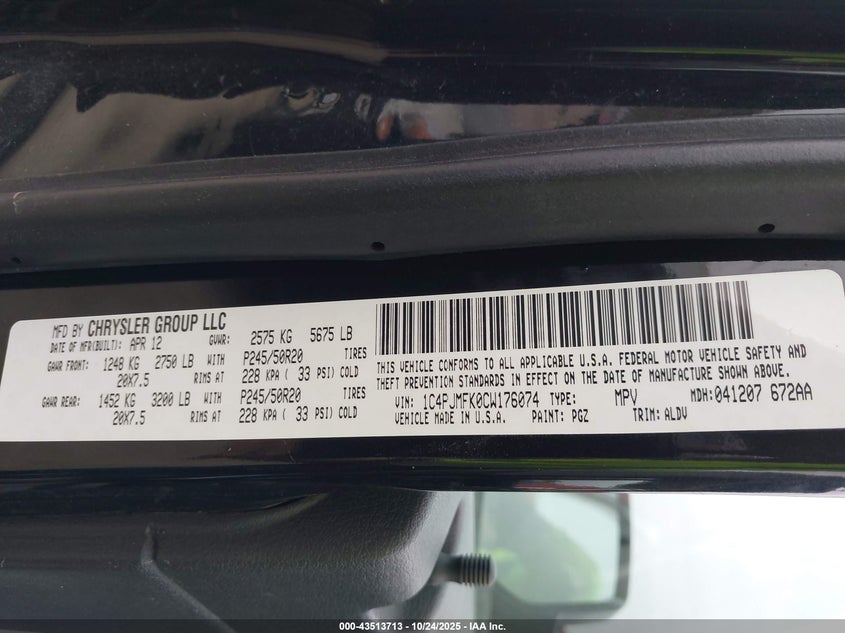 MFD BY CHRYSLER GROUP LLC
DATE OF MFR(BUILT): APR 12 GVWR: 2575 KG 5675 LB
GAWR FRONT: 1248 KG 2750 LB WITH P245/50R20 TIRES
20X7.5 RIMS AT 228 KPA ( 33 PSI) COLD
GAWR REAR: 1452 KG 3200 LB WITH P245/50R20 TIRES
20X7.5 RIMS AT 228 KPA ( 33 PSI) COLD
THIS VEHICLE CONFORMS TO ALL APPLICABLE U.S.A. FEDERAL MOTOR VEHICLE SAFETY AND
THEFT PREVENTION STANDARDS IN EFFECT ON THE DATE OF MANUFACTURE SHOWN ABOVE.
VIN: 1C4PJMFK0CW176074 TYPE: MPV MDH: 041207 672AA
VEHICLE MADE IN U.S.A. PAINT: PGZ TRIM: ALDV
000-43513713 - 10/24/2025 - IAA Inc.